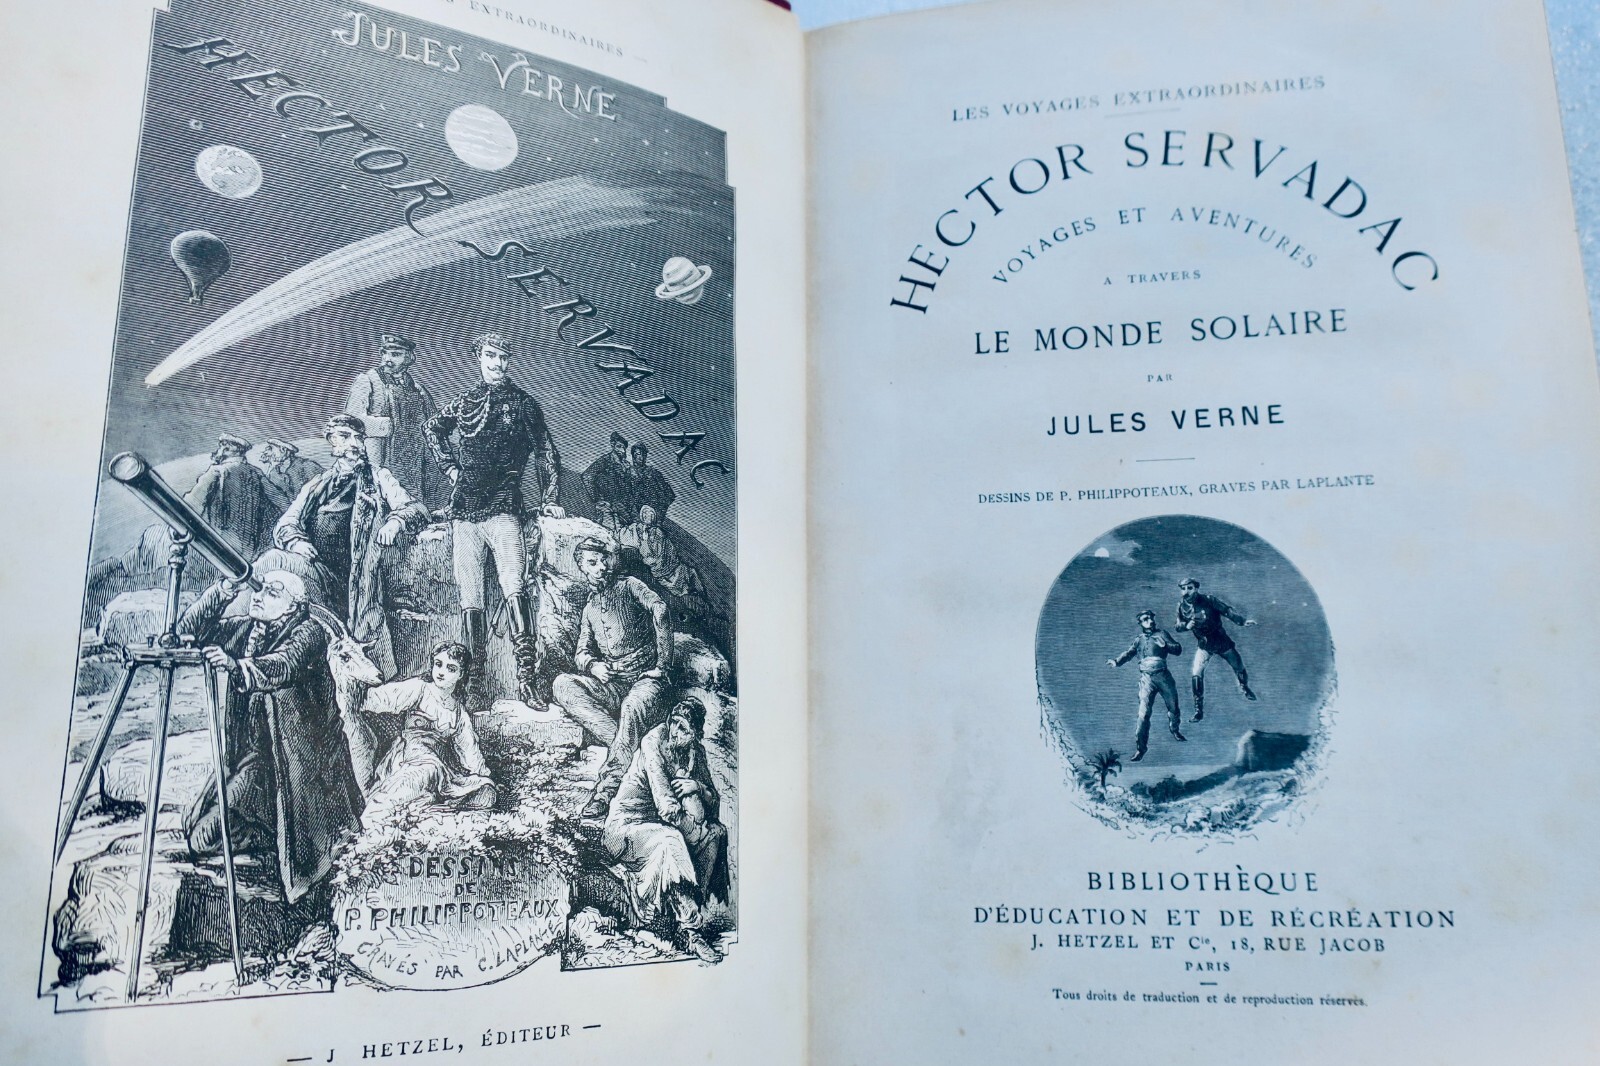 EXTRAORDINAIRES
JULES VERNE
HECTOR SERVADAC
DESSINS
DE
P. PHILIPPOTEAUX
GRAVÉS PAR C. LAPLANTE
— J HETZEL, ÉDITEUR —
LES VOYAGES EXTRAORDINAIRES
HECTOR SERVADAC
VOYAGES ET AVENTURES
A TRAVERS
LE MONDE SOLAIRE
PAR
JULES VERNE
DESSINS DE P. PHILIPPOTEAUX, GRAVES PAR LAPLANTE
BIBLIOTHÈQUE
D'ÉDUCATION ET DE RÉCRÉATION
J. HETZEL ET Cie, 18, RUE JACOB
PARIS
Tous droits de traduction et de reproduction réservés.